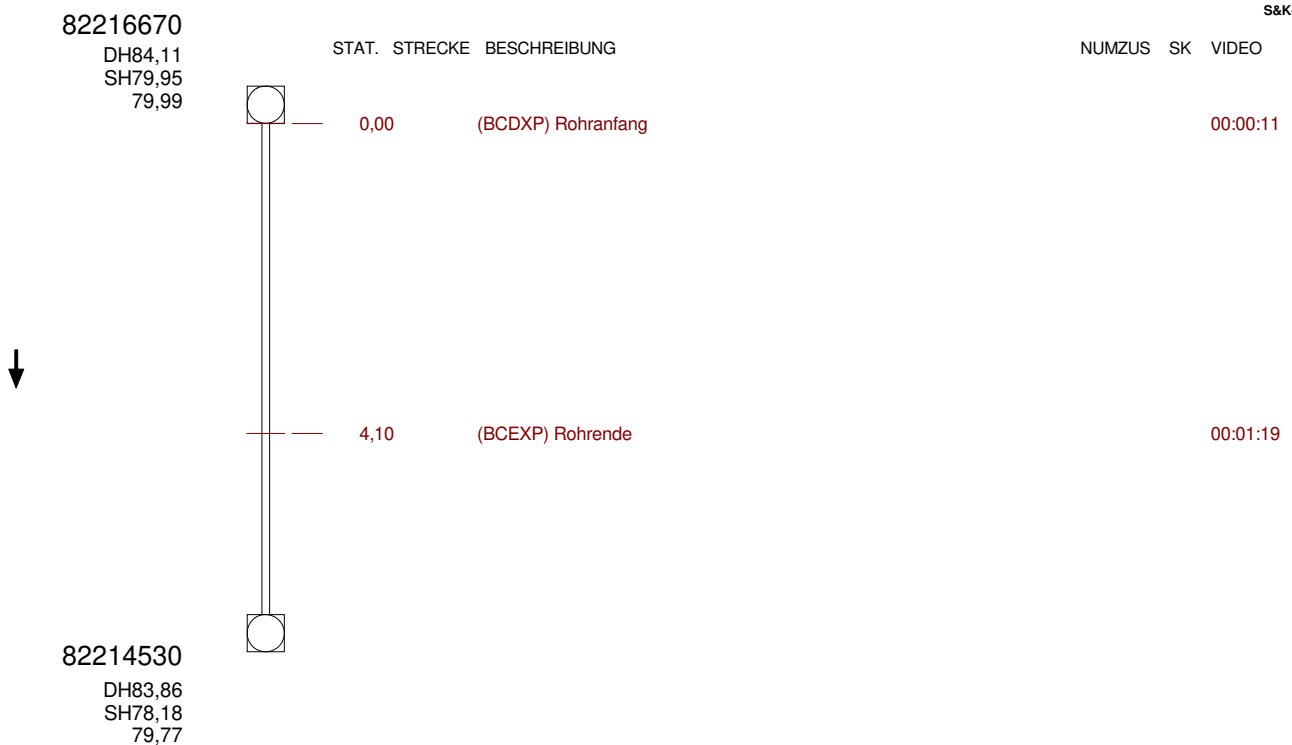 S&K
82216670
DH84,11
SH79,95
79,99
STAT. STRECKE BESCHREIBUNG NUMZUS SK VIDEO
0,00 (BCDXP) Rohranfang 00:00:11
4,10 (BCEXP) Rohrende 00:01:19
82214530
DH83,86
SH78,18
79,77